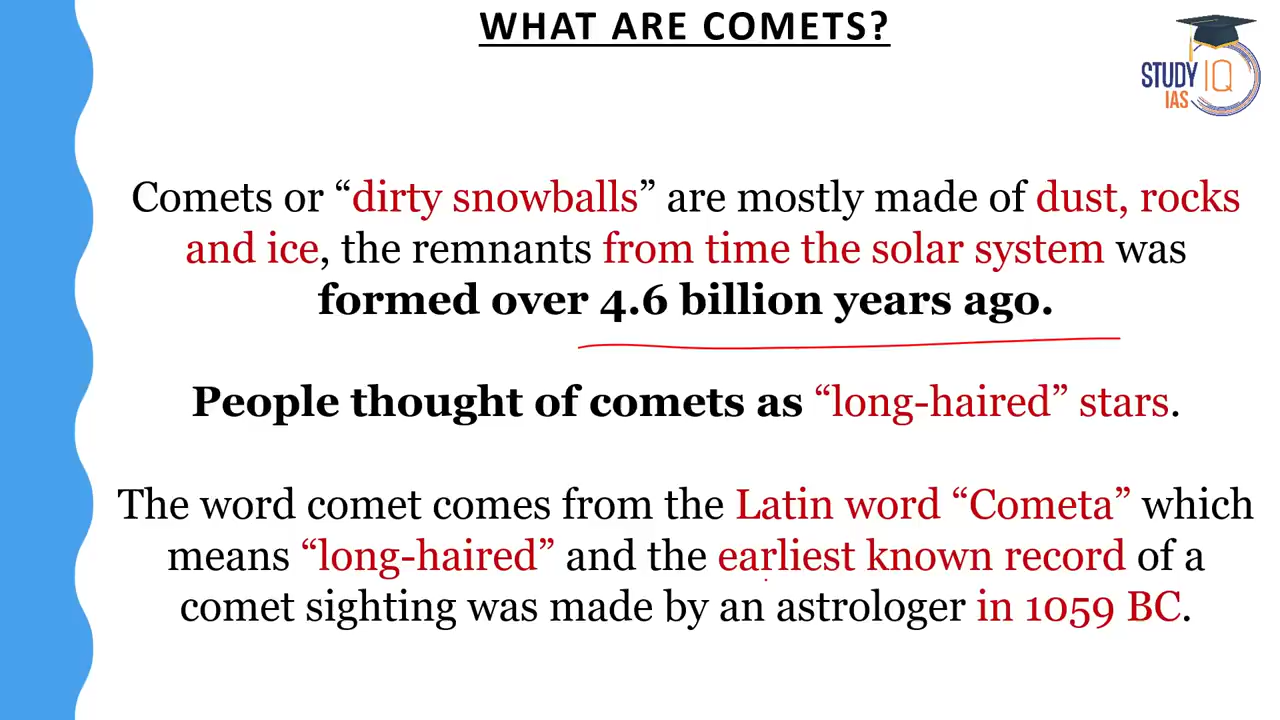 WHAT ARE COMETS?
STUDY IQ
IAS
Comets or “dirty snowballs” are mostly made of dust, rocks
and ice, the remnants from time the solar system was
formed over 4.6 billion years ago.
People thought of comets as “long-haired” stars.
The word comet comes from the Latin word “Cometa” which
means “long-haired” and the earliest known record of a
comet sighting was made by an astrologer in 1059 BC.